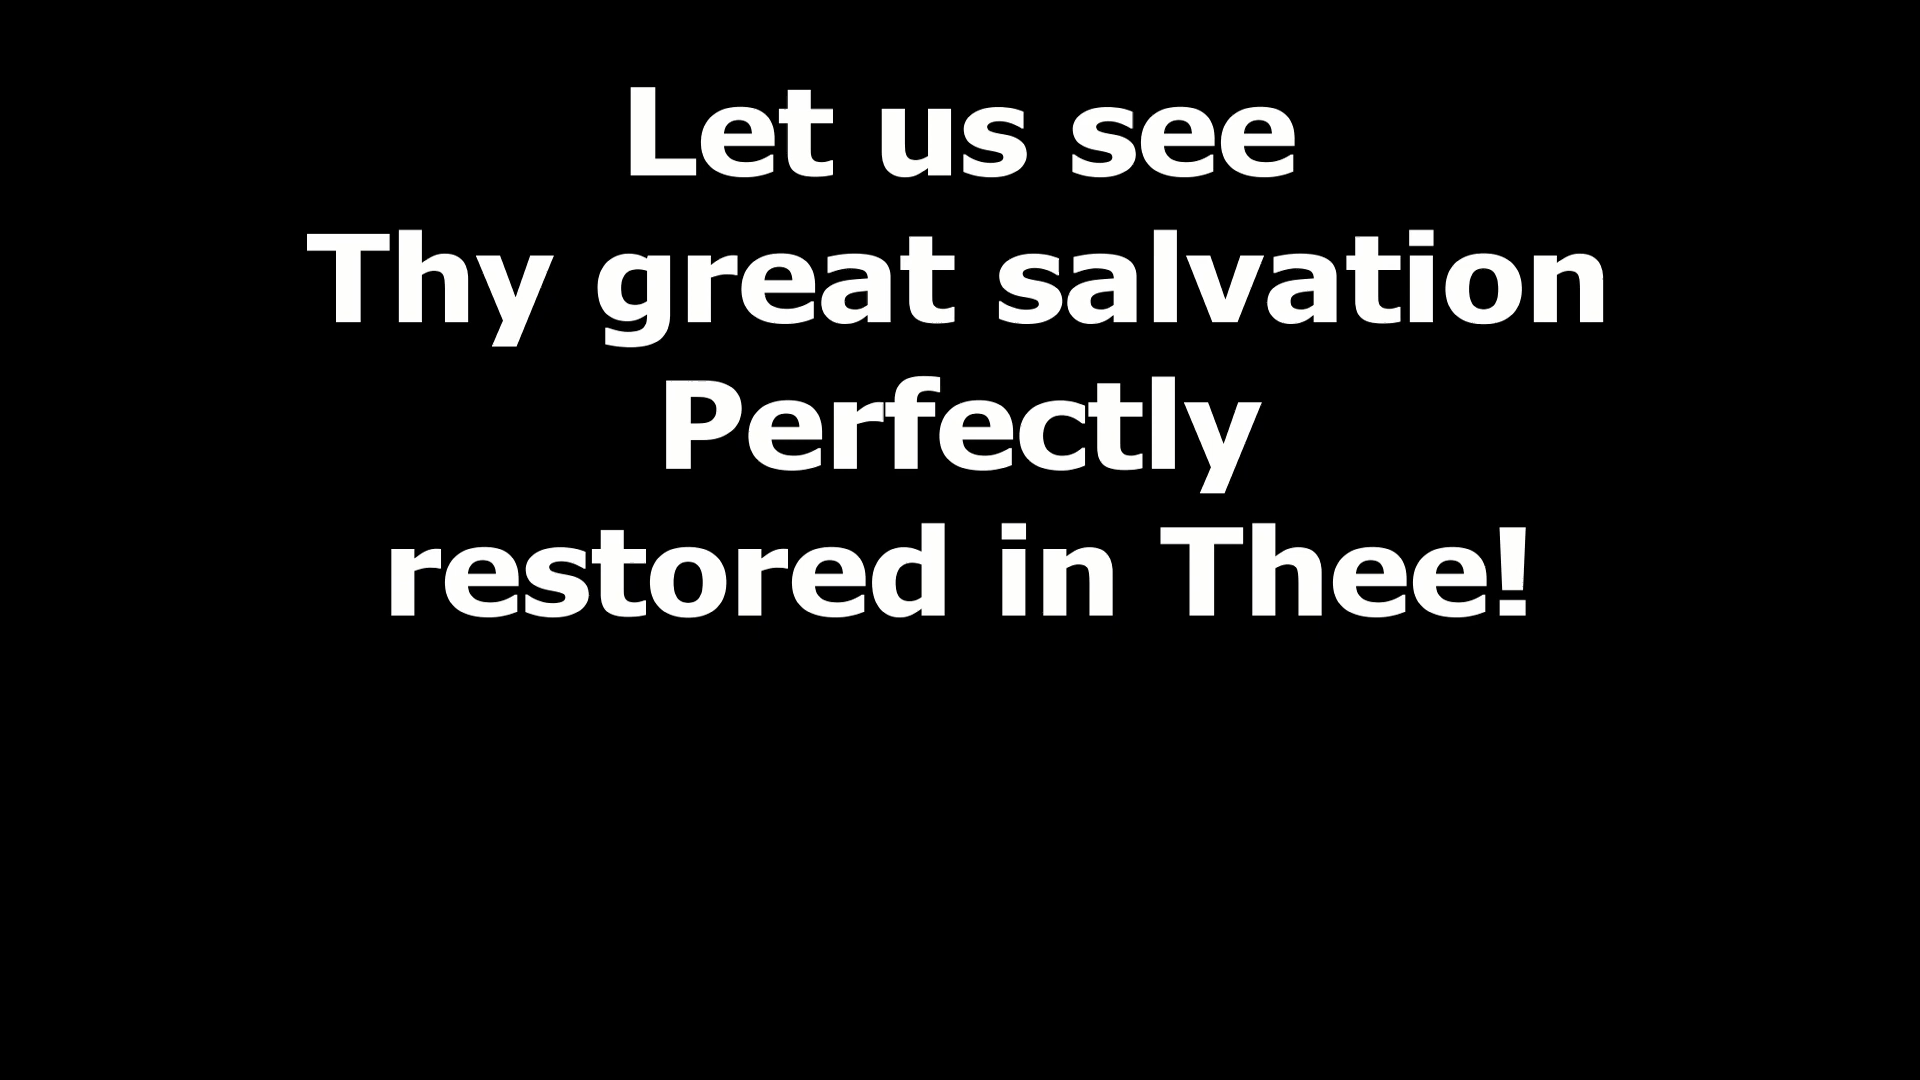 Let us see
Thy great salvation
Perfectly
restored in Thee!